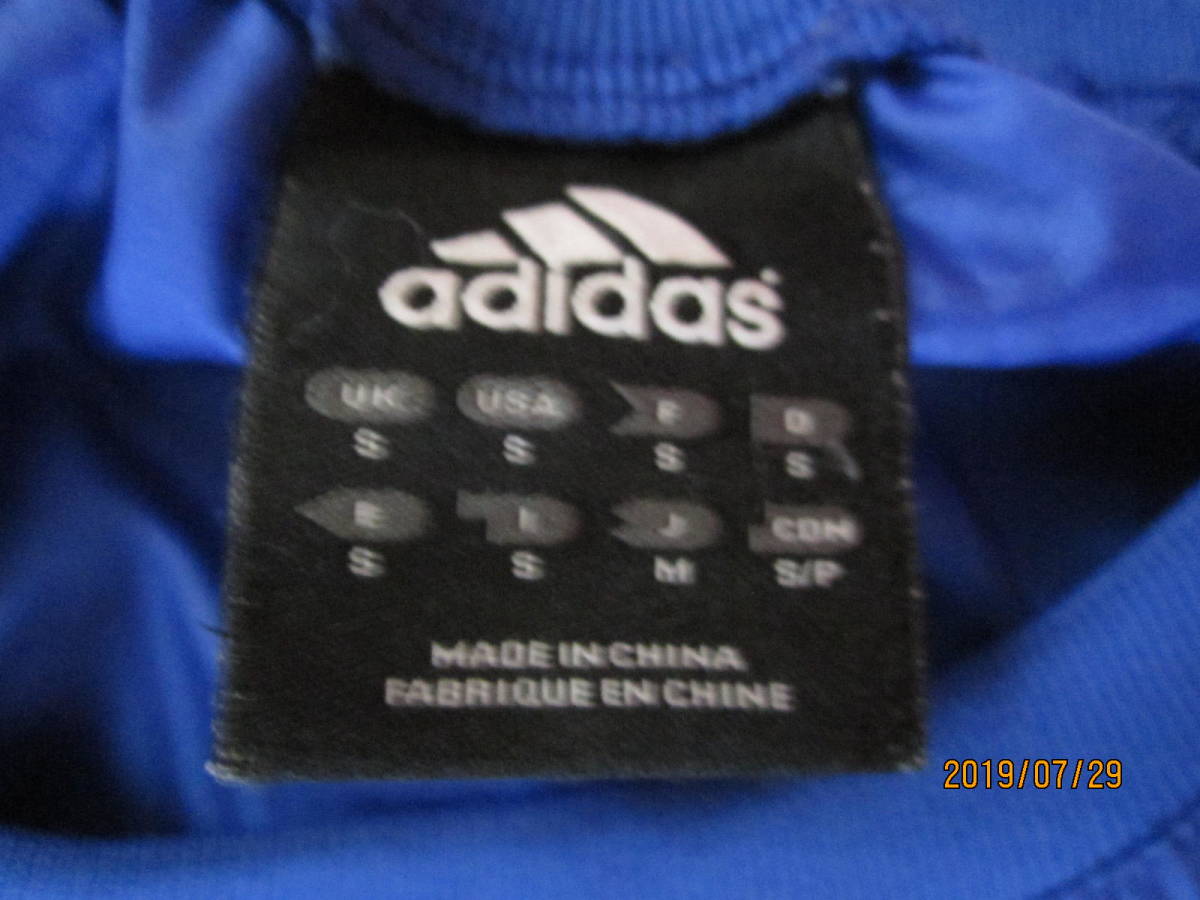 adidas
UK USA F D
S S S S
E I J CDN
S S M S/P
MADE IN CHINA
FABRIQUE EN CHINE
2019/07/29